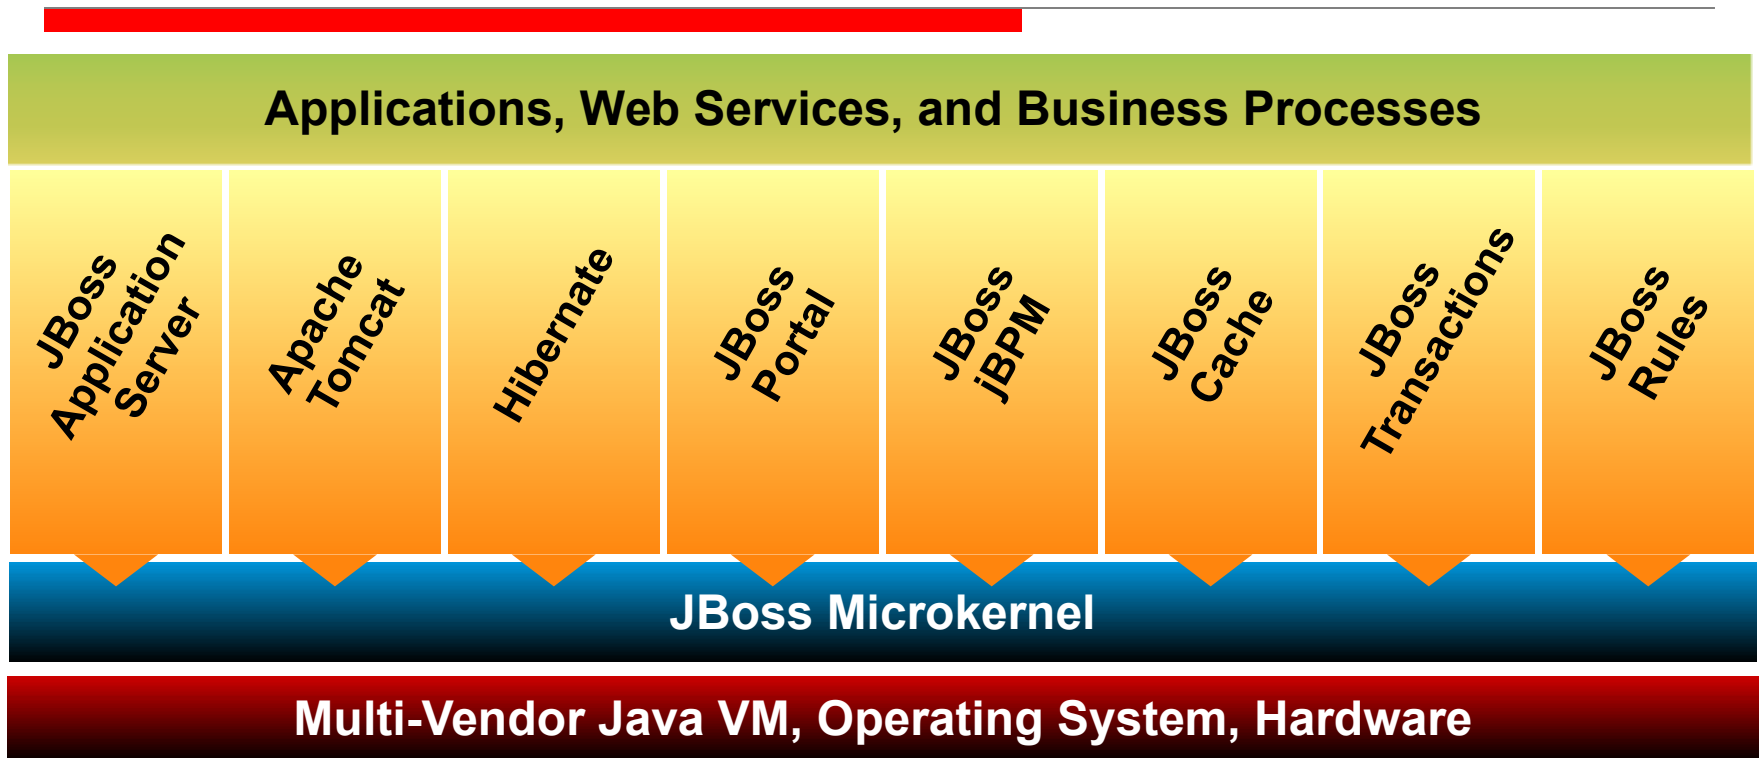 Applications, Web Services, and Business Processes
JBoss
Application
Server
Apache
Tomcat
Hibernate
JBoss
Portal
JBoss
jBPM
JBoss
Cache
JBoss
Transactions
JBoss
Rules
JBoss Microkernel
Multi-Vendor Java VM, Operating System, Hardware